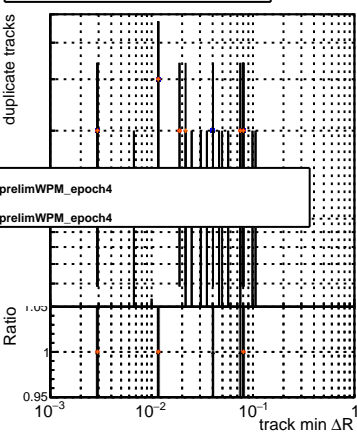 duplicate tracks
prelimWPM_epoch4
prelimWPM_epoch4
Ratio
1.05
1
0.95
10−3
10−2
10−1
1
track min ΔR